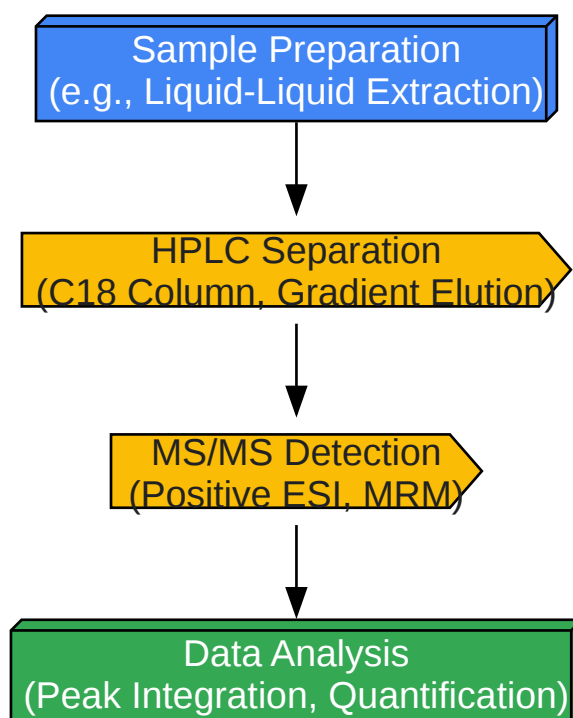 Sample Preparation
(e.g., Liquid-Liquid Extraction)
HPLC Separation
(C18 Column, Gradient Elution)
MS/MS Detection
(Positive ESI, MRM)
Data Analysis
(Peak Integration, Quantification)